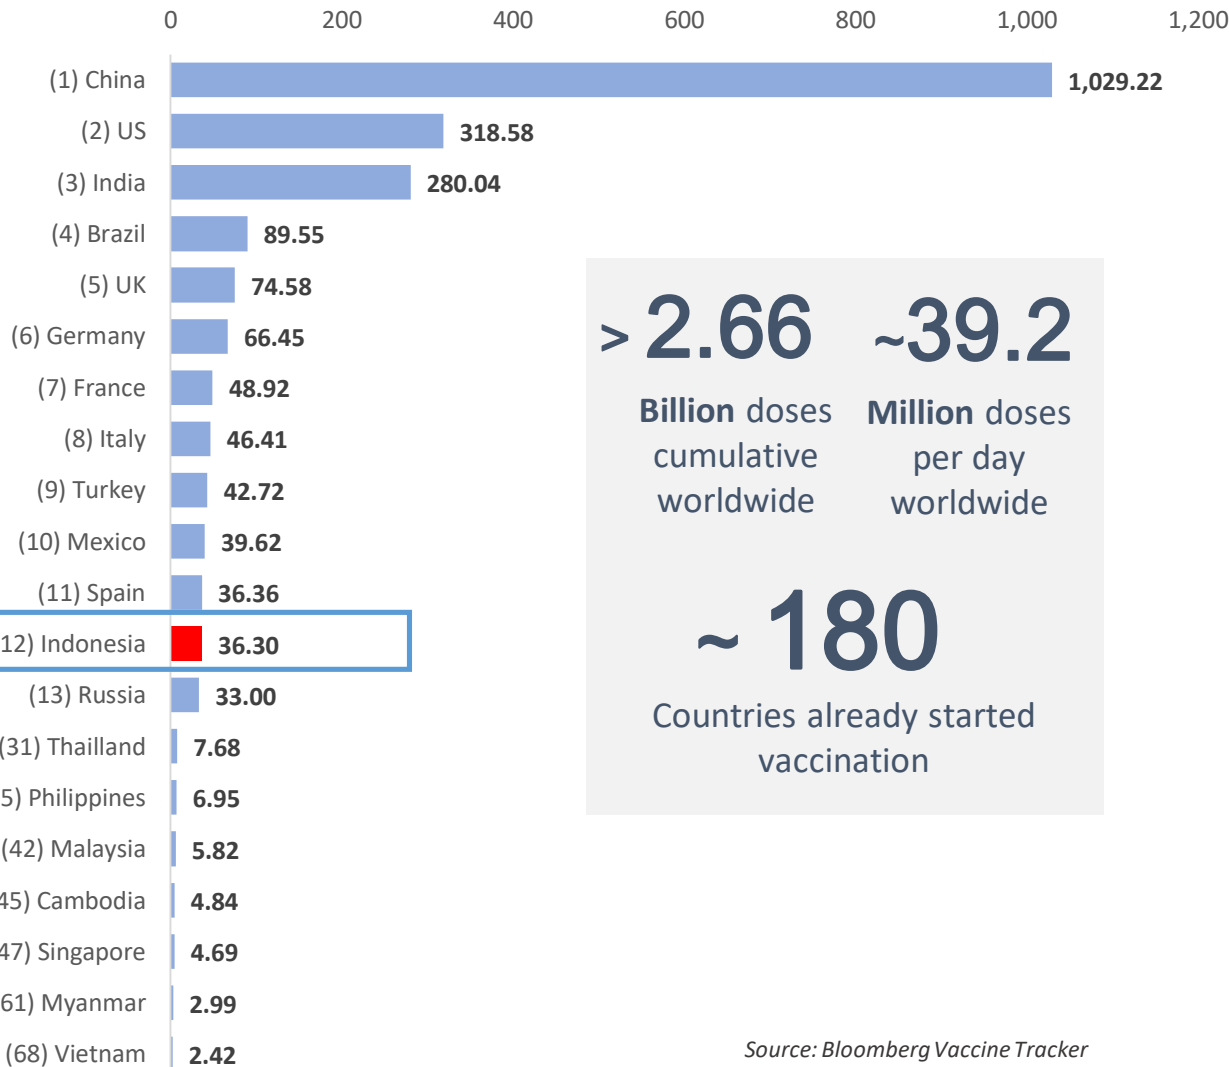 0 200 400 600 800 1,000 1,200
(1) China 1,029.22
(2) US 318.58
(3) India 280.04
(4) Brazil 89.55
(5) UK 74.58
(6) Germany 66.45
(7) France 48.92
(8) Italy 46.41
(9) Turkey 42.72
(10) Mexico 39.62
(11) Spain 36.36
12) Indonesia 36.30
(13) Russia 33.00
(31) Thailland 7.68
5) Philippines 6.95
(42) Malaysia 5.82
45) Cambodia 4.84
47) Singapore 4.69
61) Myanmar 2.99
(68) Vietnam 2.42
> 2.66
Billion doses
cumulative
worldwide
~39.2
Million doses
per day
worldwide
~ 180
Countries already started
vaccination
Source: Bloomberg Vaccine Tracker